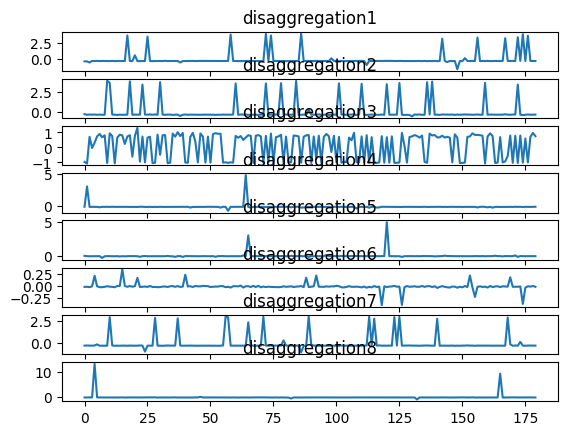 disaggregation1
2.5
0.0
disaggregation2
2.5
0.0
disaggregation3
1
0
−1
disaggregation4
5
0
disaggregation5
5
0
disaggregation6
0.25
0.00
−0.25
disaggregation7
2.5
0.0
disaggregation8
10
0
0 25 50 75 100 125 150 175